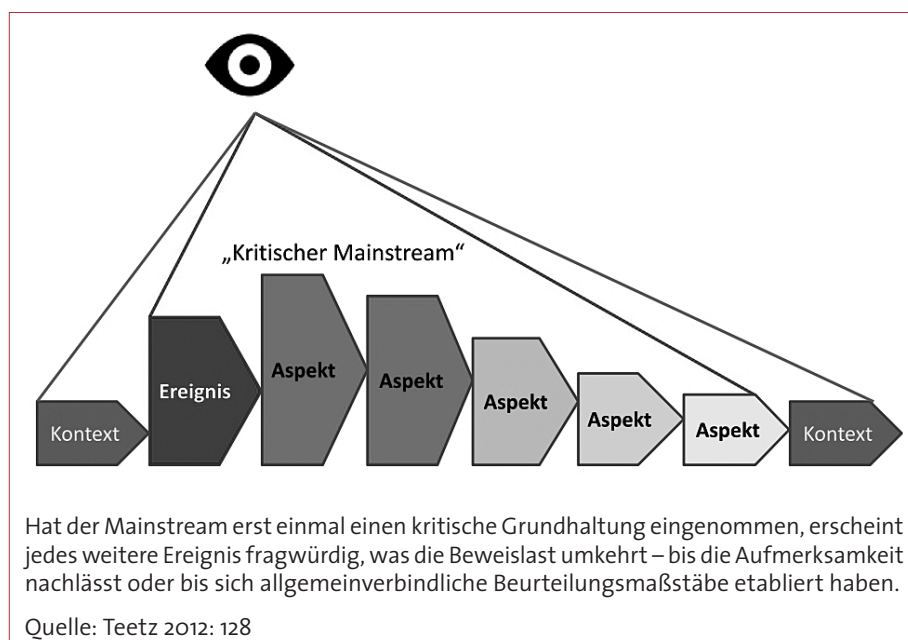 „Kritischer Mainstream“
Kontext
Ereignis
Aspekt
Aspekt
Aspekt
Aspekt
Aspekt
Kontext
Hat der Mainstream erst einmal einen kritische Grundhaltung eingenommen, erscheint
jedes weitere Ereignis fragwürdig, was die Beweislast umkehrt – bis die Aufmerksamkeit
nachlässt oder bis sich allgemeinverbindliche Beurteilungsmaßstäbe etabliert haben.
Quelle: Teetz 2012: 128